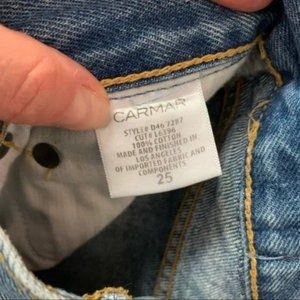 CARMAR
STYLE# D46 7287
CUT# L6396
100% COTTON
MADE AND FINISHED IN
LOS ANGELES
OF IMPORTED FABRIC AND
COMPONENTS
25